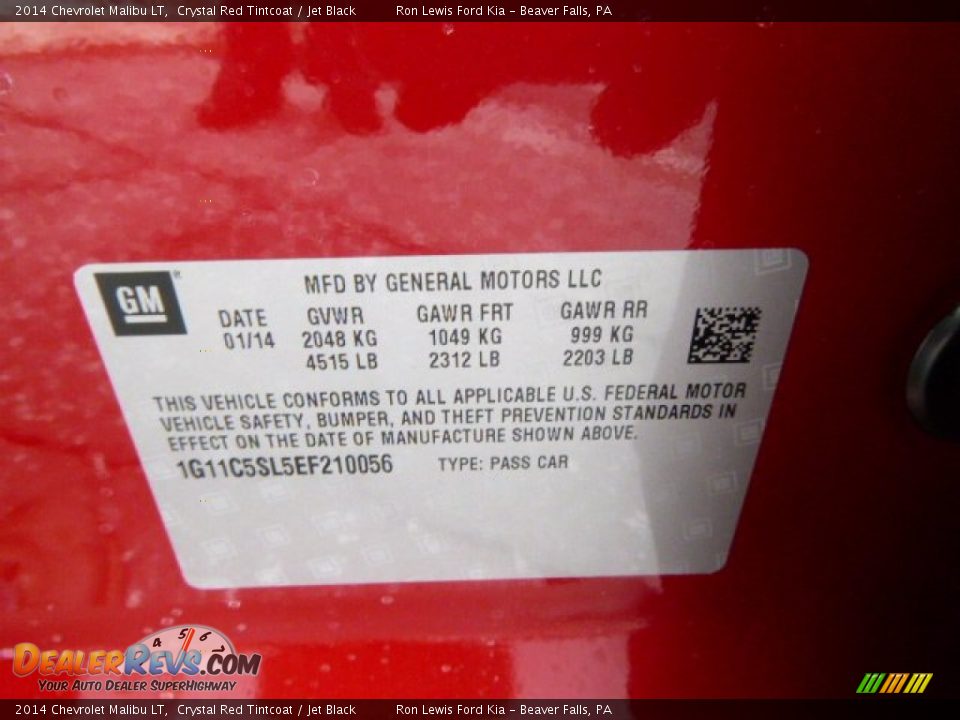 2014 Chevrolet Malibu LT,  Crystal Red Tintcoat / Jet Black    Ron Lewis Ford Kia - Beaver Falls, PA
GM
MFD BY GENERAL MOTORS LLC
DATE GVWR GAWR FRT GAWR RR
01/14 2048 KG 1049 KG 999 KG
4515 LB 2312 LB 2203 LB
THIS VEHICLE CONFORMS TO ALL APPLICABLE U.S. FEDERAL MOTOR
VEHICLE SAFETY, BUMPER, AND THEFT PREVENTION STANDARDS IN
EFFECT ON THE DATE OF MANUFACTURE SHOWN ABOVE.
1G11C5SL5EF210056 TYPE: PASS CAR
4 5 6 7
DEALERREVS.COM
YOUR AUTO DEALER SUPERHIGHWAY
2014 Chevrolet Malibu LT,  Crystal Red Tintcoat / Jet Black    Ron Lewis Ford Kia - Beaver Falls, PA